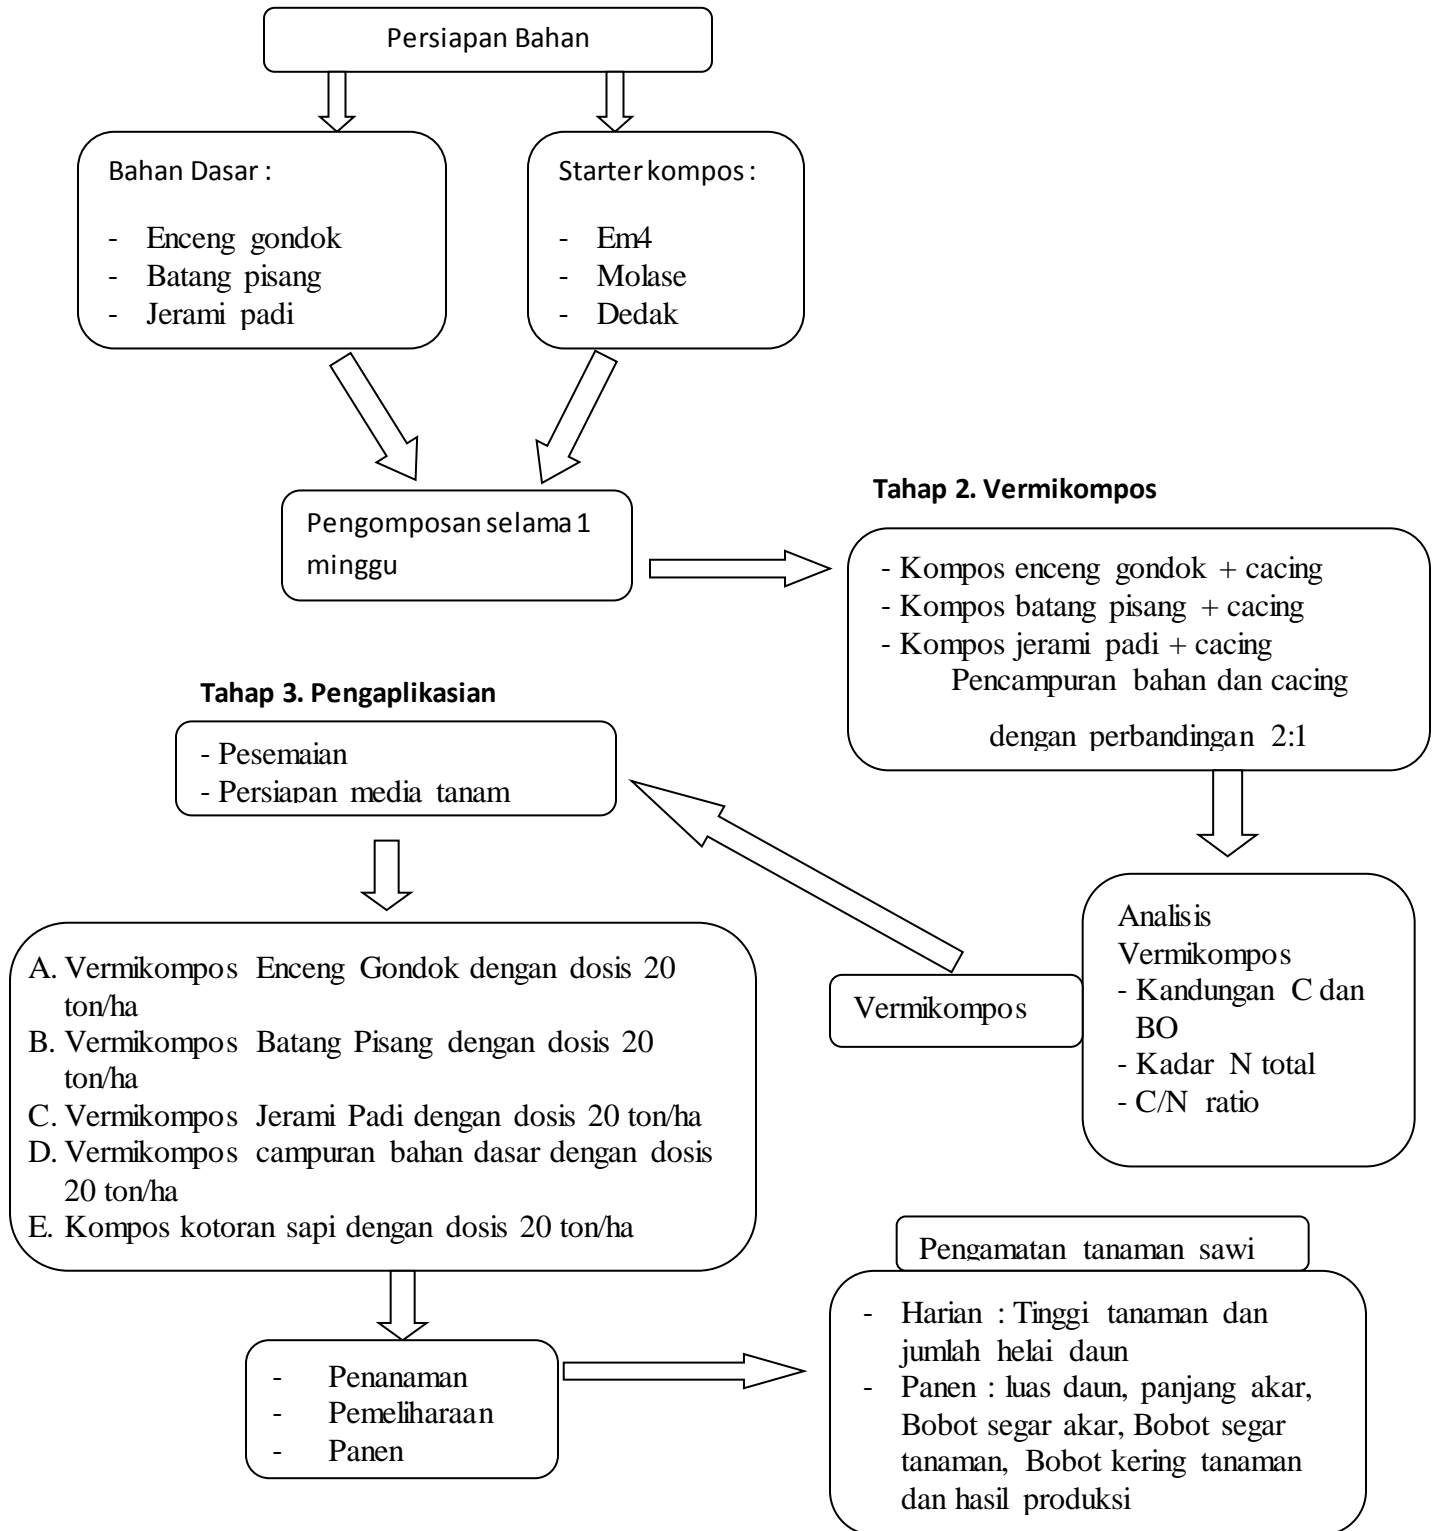 Persiapan Bahan
Bahan Dasar :
- Enceng gondok
- Batang pisang
- Jerami padi
Starter kompos :
- Em4
- Molase
- Dedak
Pengomposan selama 1
minggu
Tahap 2. Vermikompos
- Kompos enceng gondok + cacing
- Kompos batang pisang + cacing
- Kompos jerami padi + cacing
Pencampuran bahan dan cacing
dengan perbandingan 2:1
Analisis
Vermikompos
- Kandungan C dan
BO
- Kadar N total
- C/N ratio
Vermikompos
Tahap 3. Pengaplikasian
- Pesemaian
- Persiapan media tanam
A. Vermikompos Enceng Gondok dengan dosis 20
ton/ha
B. Vermikompos Batang Pisang dengan dosis 20
ton/ha
C. Vermikompos Jerami Padi dengan dosis 20 ton/ha
D. Vermikompos campuran bahan dasar dengan dosis
20 ton/ha
E. Kompos kotoran sapi dengan dosis 20 ton/ha
- Penanaman
- Pemeliharaan
- Panen
Pengamatan tanaman sawi
- Harian : Tinggi tanaman dan
jumlah helai daun
- Panen : luas daun, panjang akar,
Bobot segar akar, Bobot segar
tanaman, Bobot kering tanaman
dan hasil produksi